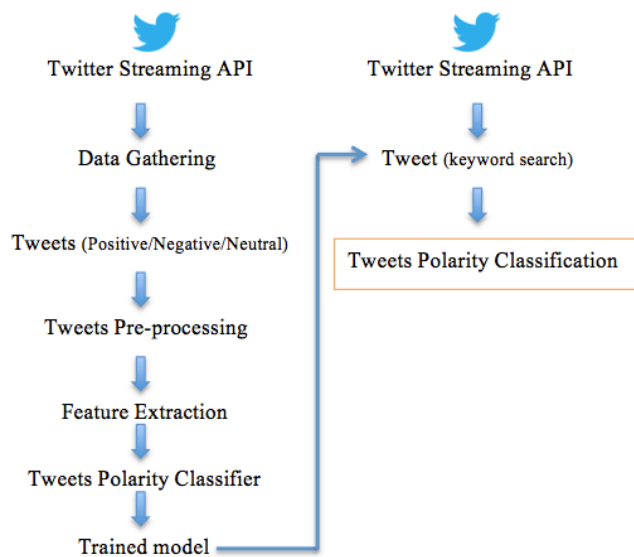 Twitter Streaming API
Data Gathering
Tweets (Positive/Negative/Neutral)
Tweets Pre-processing
Feature Extraction
Tweets Polarity Classifier
Trained model
Twitter Streaming API
Tweet (keyword search)
Tweets Polarity Classification